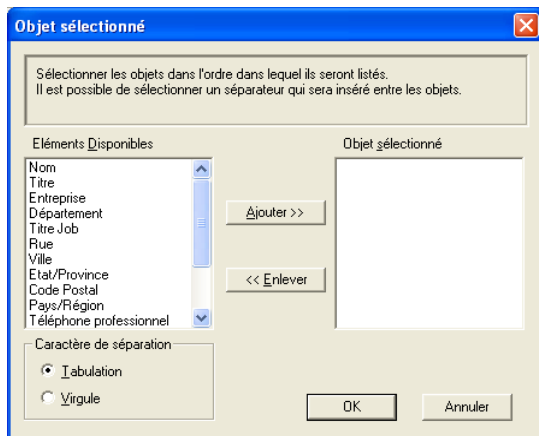 Objet sélectionné
Sélectionner les objets dans l'ordre dans lequel ils seront listés.
Il est possible de sélectionner un séparateur qui sera inséré entre les objets.
Eléments Disponibles
Objet sélectionné
Nom
Titre
Entreprise
Département
Titre Job
Rue
Ville
Etat/Province
Code Postal
Pays/Région
Téléphone professionnel
Ajouter >>
<< Enlever
Caractère de séparation
Tabulation
Virgule
OK
Annuler